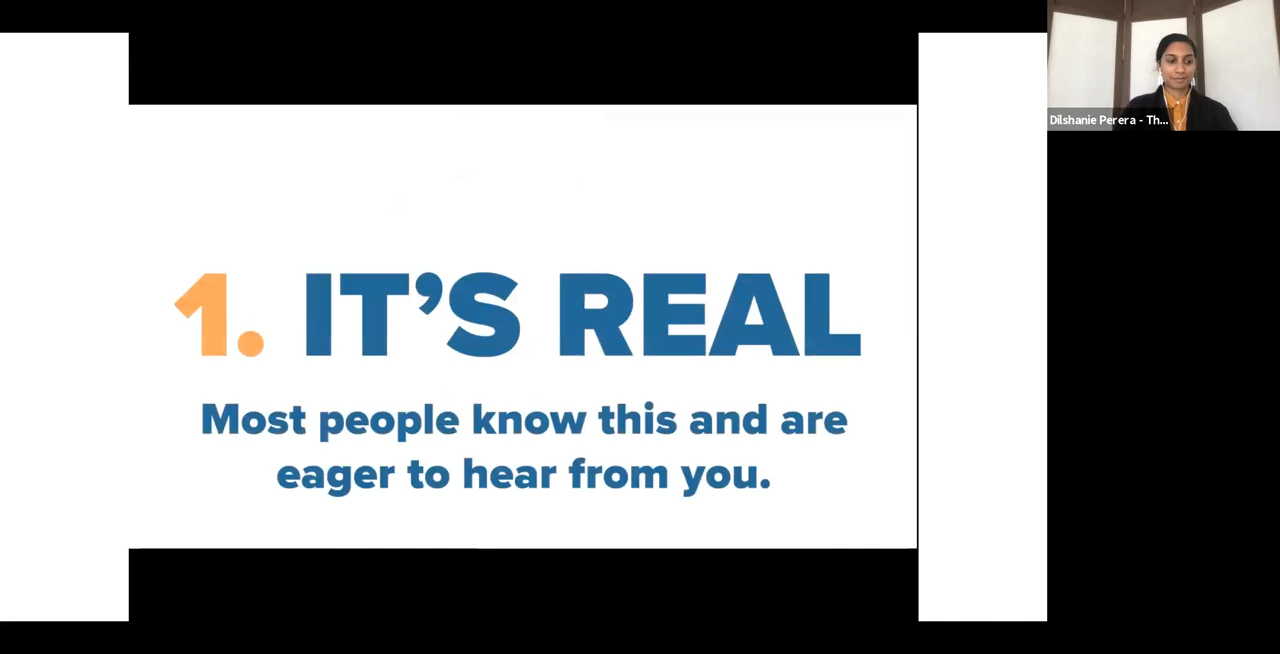 1. IT’S REAL
Most people know this and are
eager to hear from you.
Dilshanie Perera - Th...